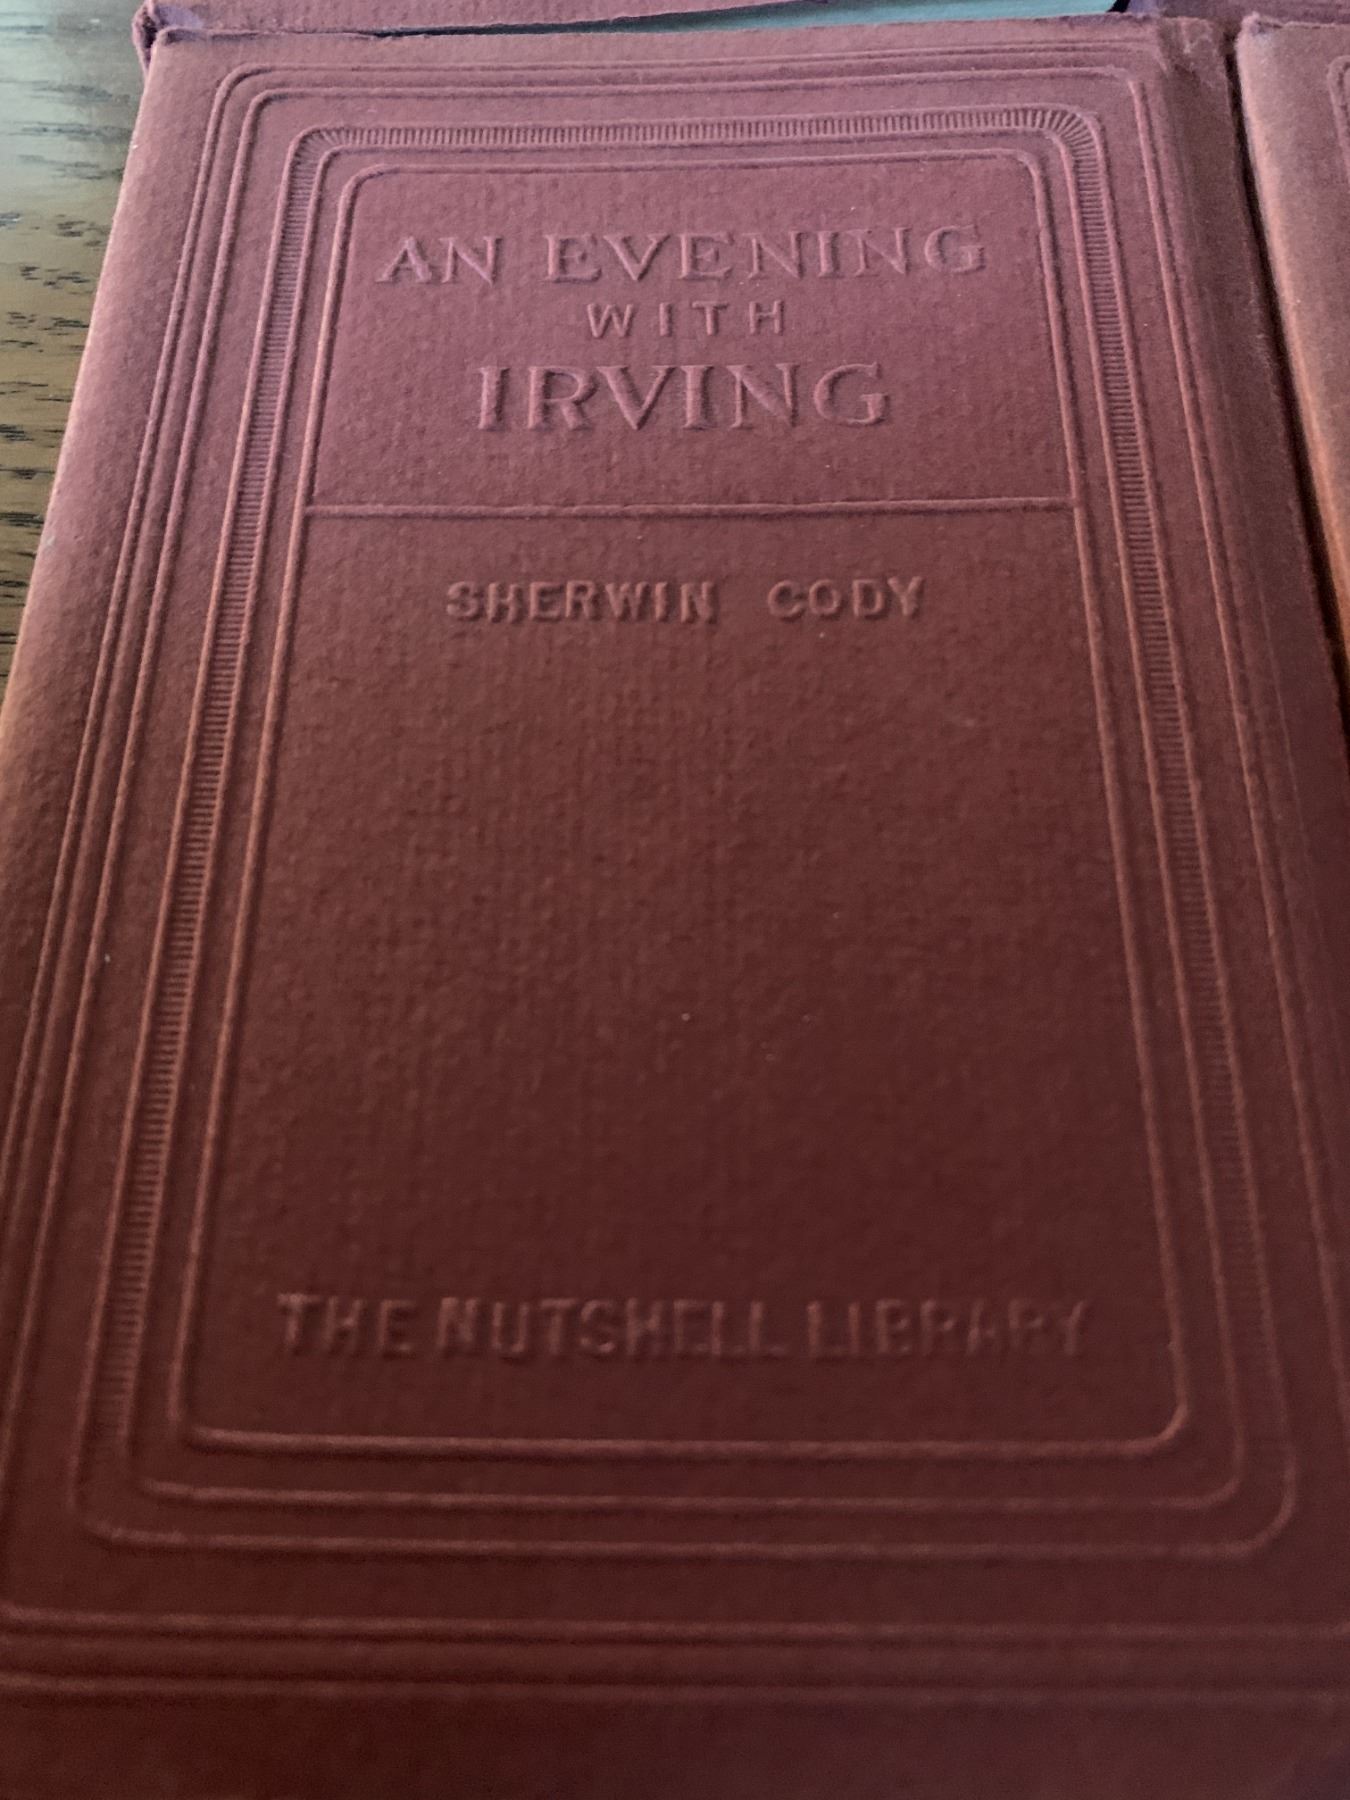 AN EVENING
WITH
IRVING
SHERWIN CODY
THE NUTSHELL LIBRARY